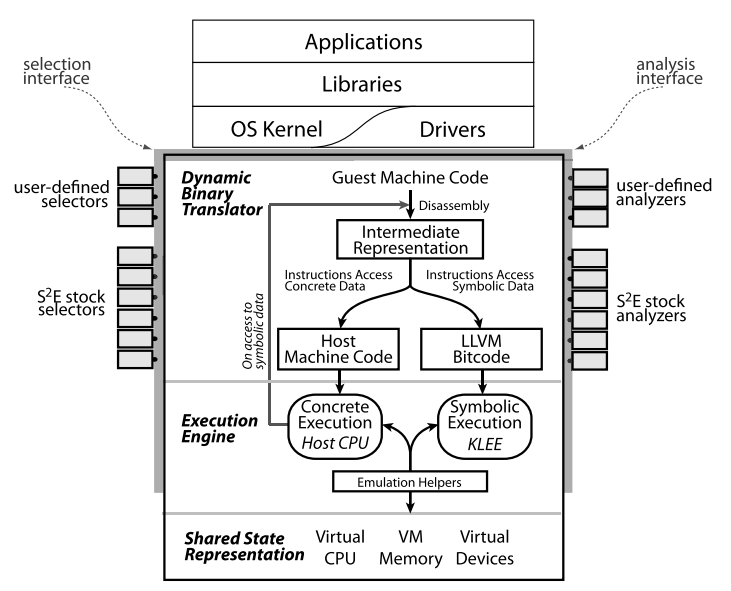 Applications
selection
interface
Libraries
analysis
interface
OS Kernel
Drivers
Dynamic
Binary
Translator
Guest Machine Code
user-defined
selectors
user-defined
analyzers
Disassembly
Intermediate
Representation
Instructions Access
Concrete Data
Instructions Access
Symbolic Data
S²E stock
selectors
S²E stock
analyzers
On access to
symbolic data
Host
Machine Code
LLVM
Bitcode
Execution
Engine
Concrete
Execution
Host CPU
Symbolic
Execution
KLEE
Emulation Helpers
Shared State
Representation
Virtual
CPU
VM
Memory
Virtual
Devices